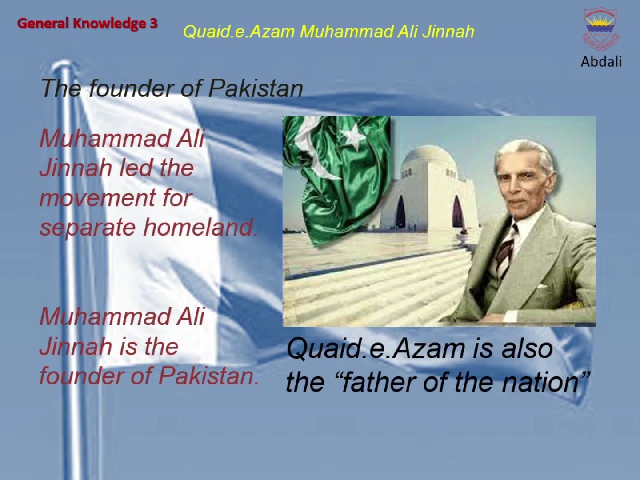 General Knowledge 3
Quaid.e.Azam Muhammad Ali Jinnah
Abdali
The founder of Pakistan
Muhammad Ali
Jinnah led the
movement for
separate homeland.
Muhammad Ali
Jinnah is the
founder of Pakistan.
Quaid.e.Azam is also
the “father of the nation”